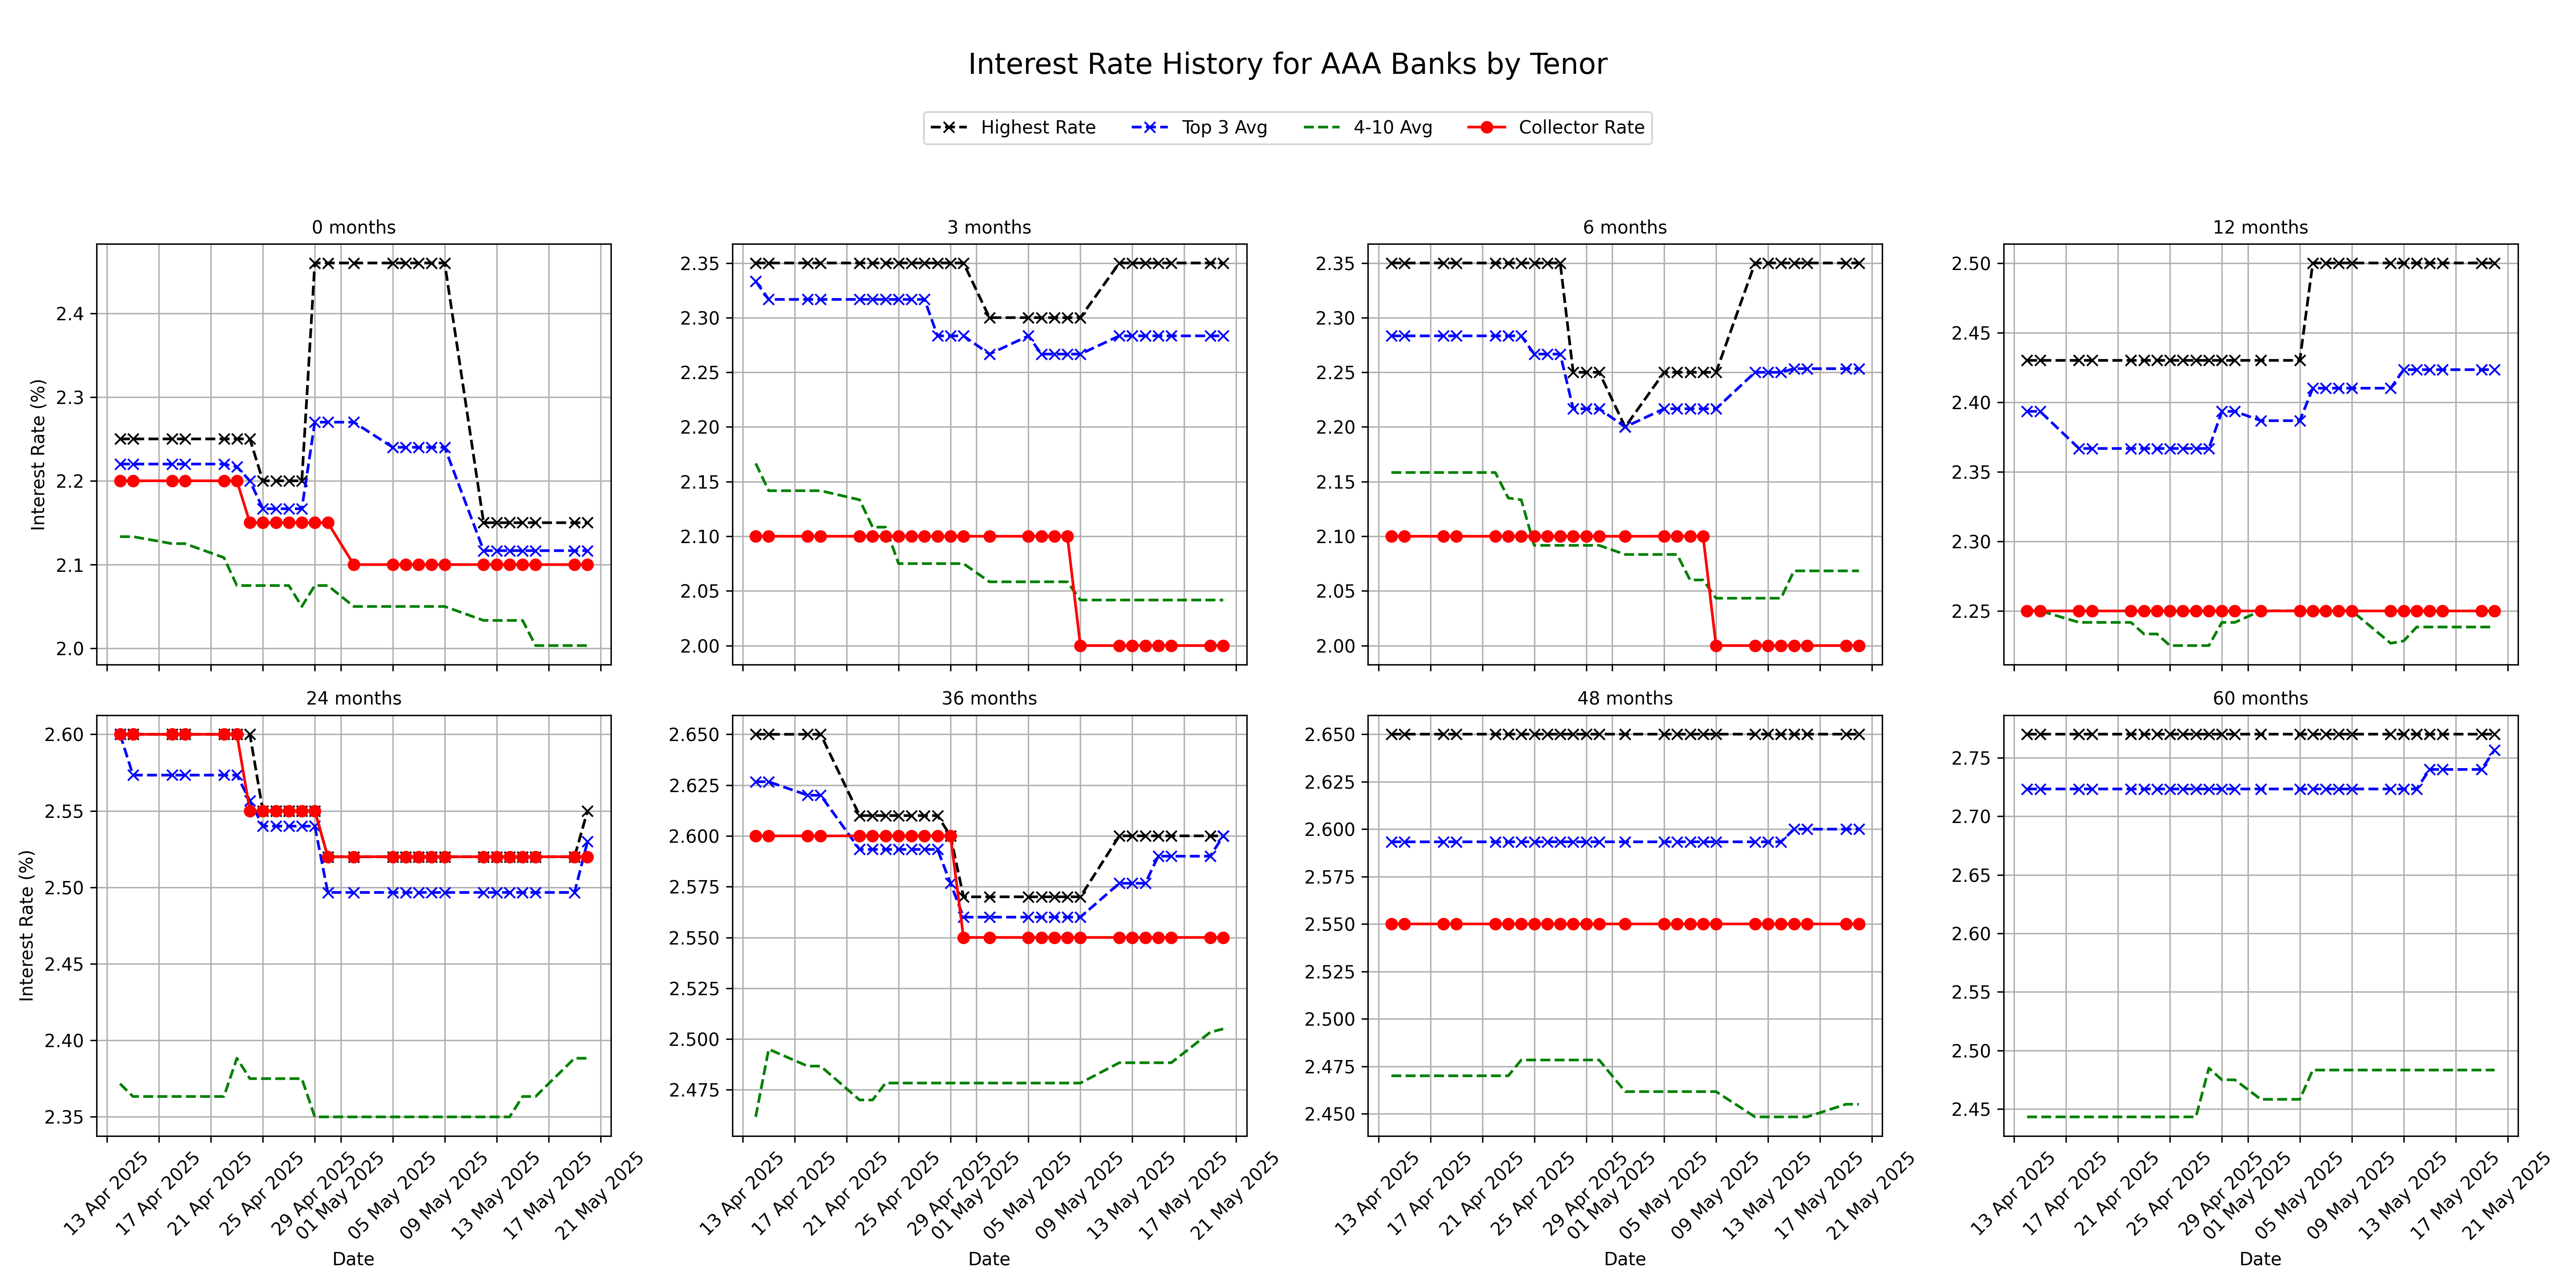 Interest Rate History for AAA Banks by Tenor
Highest Rate Top 3 Avg 4-10 Avg Collector Rate
0 months
2.4
2.3
2.2
2.1
2.0
Interest Rate (%)
3 months
2.35
2.30
2.25
2.20
2.15
2.10
2.05
2.00
6 months
2.35
2.30
2.25
2.20
2.15
2.10
2.05
2.00
12 months
2.50
2.45
2.40
2.35
2.30
2.25
24 months
2.60
2.55
2.50
2.45
2.40
2.35
Interest Rate (%)
13 Apr 2025
17 Apr 2025
21 Apr 2025
25 Apr 2025
29 Apr 2025
01 May 2025
05 May 2025
09 May 2025
13 May 2025
17 May 2025
21 May 2025
Date
36 months
2.650
2.625
2.600
2.575
2.550
2.525
2.500
2.475
13 Apr 2025
17 Apr 2025
21 Apr 2025
25 Apr 2025
29 Apr 2025
01 May 2025
05 May 2025
09 May 2025
13 May 2025
17 May 2025
21 May 2025
Date
48 months
2.650
2.625
2.600
2.575
2.550
2.525
2.500
2.475
2.450
13 Apr 2025
17 Apr 2025
21 Apr 2025
25 Apr 2025
29 Apr 2025
01 May 2025
05 May 2025
09 May 2025
13 May 2025
17 May 2025
21 May 2025
Date
60 months
2.75
2.70
2.65
2.60
2.55
2.50
2.45
13 Apr 2025
17 Apr 2025
21 Apr 2025
25 Apr 2025
29 Apr 2025
01 May 2025
05 May 2025
09 May 2025
13 May 2025
17 May 2025
21 May 2025
Date